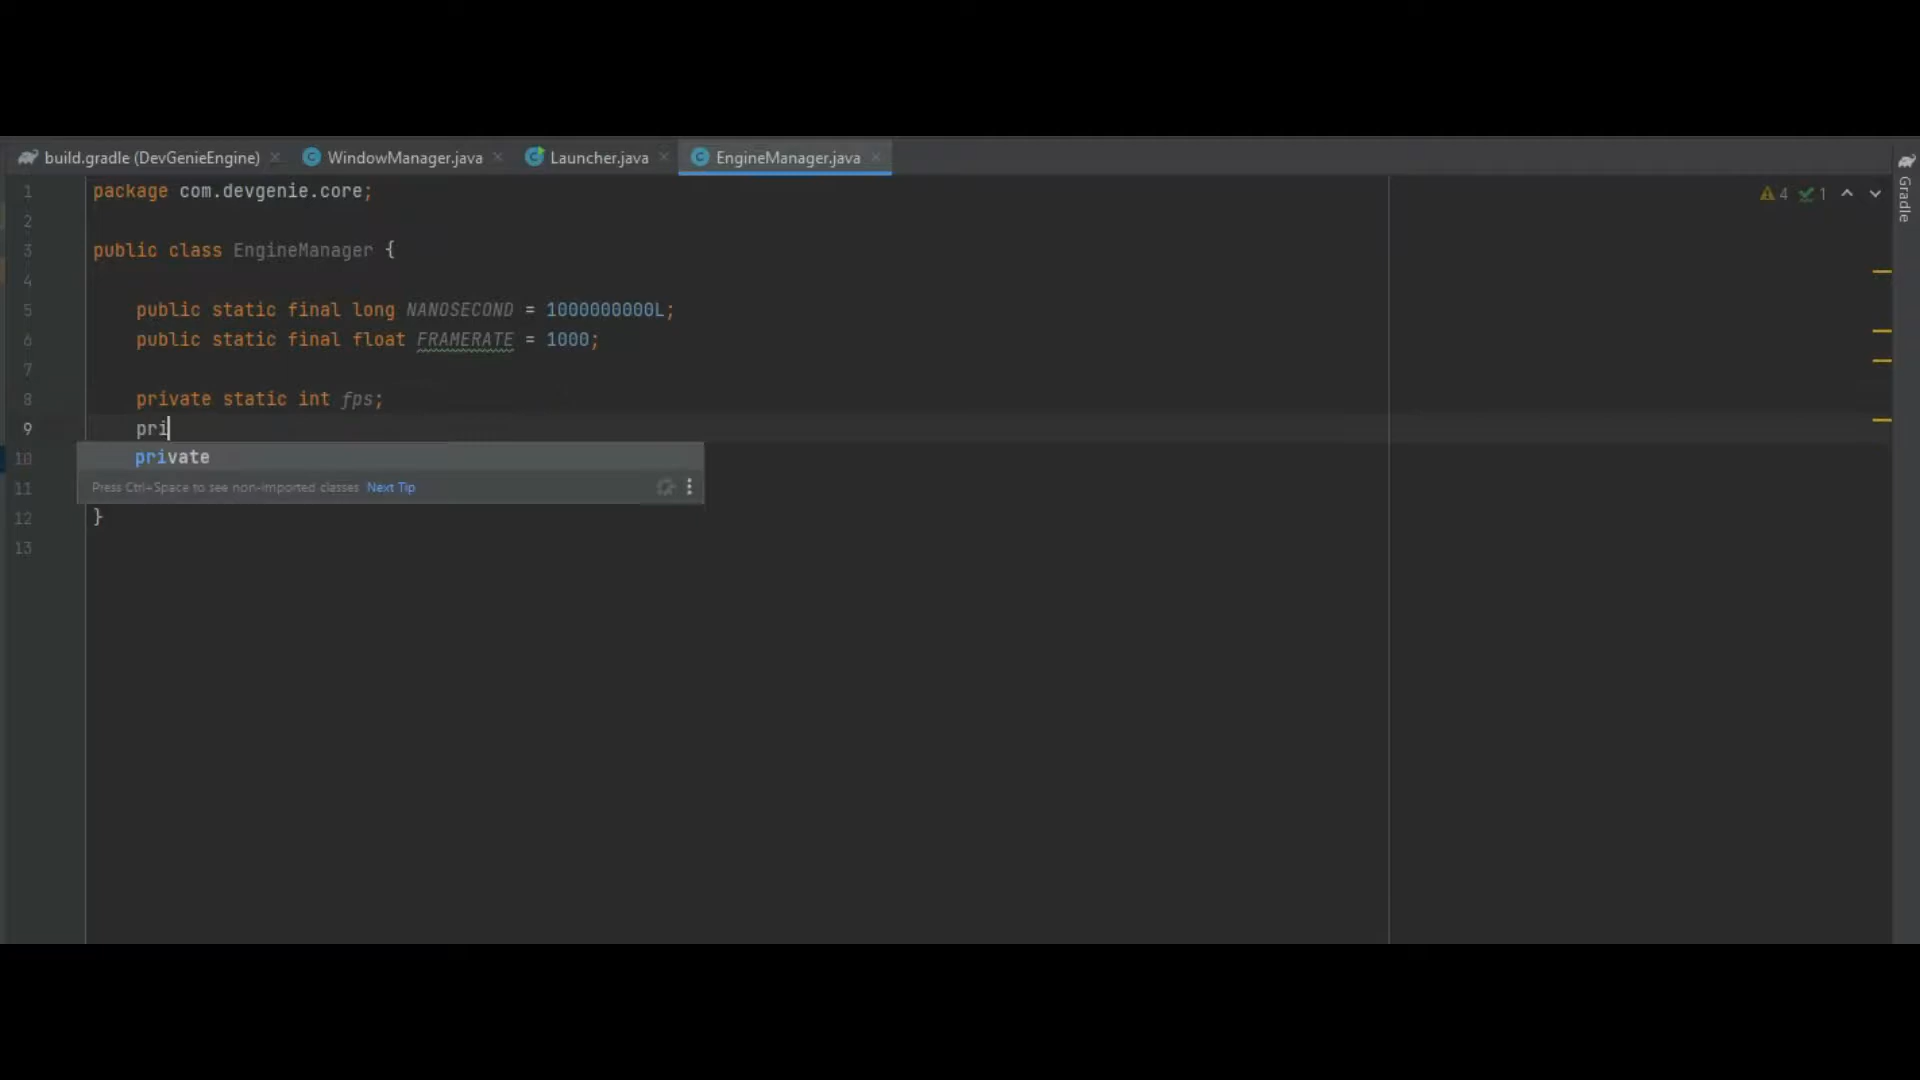 build.gradle (DevGenieEngine) WindowManager.java Launcher.java EngineManager.java
1 package com.devgenie.core; 4 1
2
3 public class EngineManager {
4
5 public static final long NANOSECOND = 1000000000L;
6 public static final float FRAMERATE = 1000;
7
8 private static int fps;
9 pri
10 private
11 Press Ctrl+Space to see non-imported classes Next Tip
12 }
13
Gradle